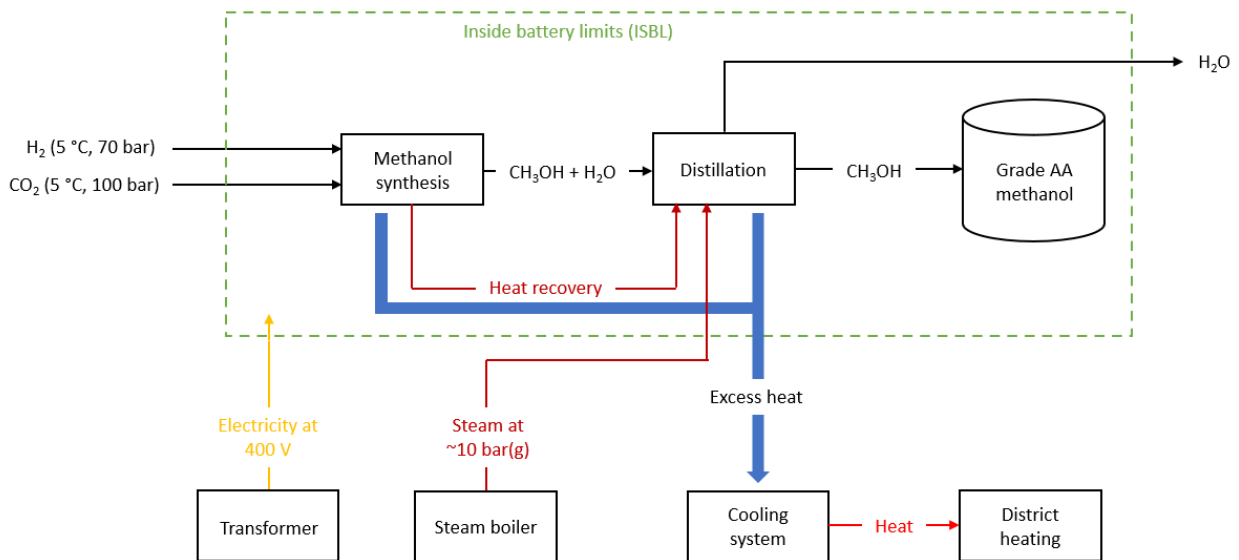 Inside battery limits (ISBL)
H₂O
H₂ (5 °C, 70 bar)
CO₂ (5 °C, 100 bar)
Methanol
synthesis
CH₃OH + H₂O
Distillation
CH₃OH
Grade AA
methanol
Heat recovery
Excess heat
Electricity at
400 V
Steam at
~10 bar(g)
Transformer
Steam boiler
Cooling
system
Heat
District
heating